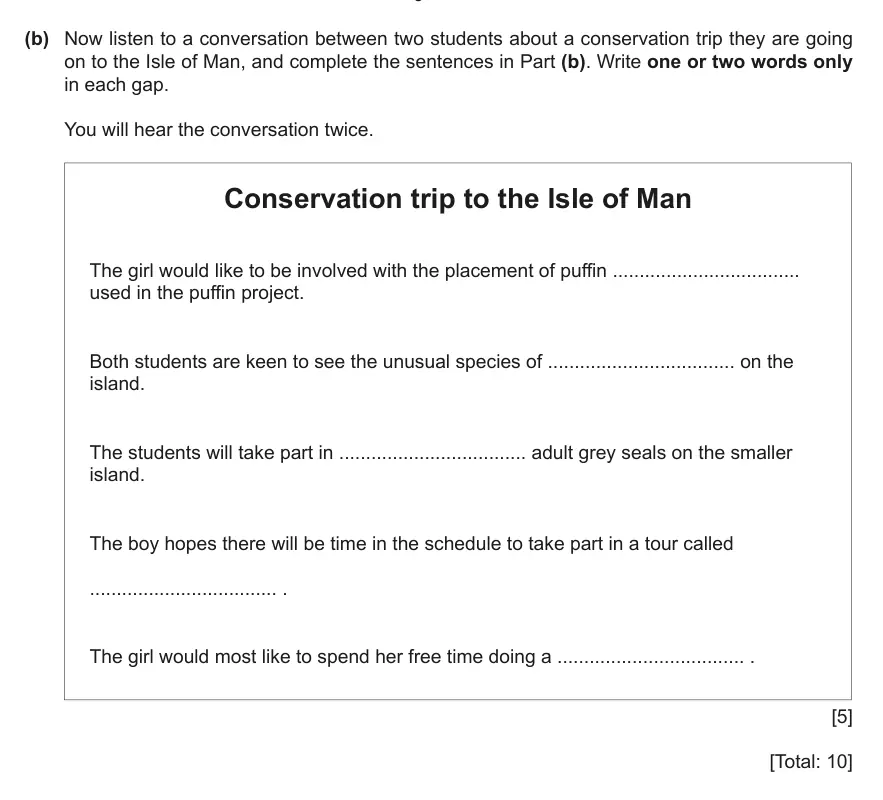 (b) Now listen to a conversation between two students about a conservation trip they are going
on to the Isle of Man, and complete the sentences in Part (b). Write one or two words only
in each gap.
You will hear the conversation twice.
Conservation trip to the Isle of Man
The girl would like to be involved with the placement of puffin ...................................
used in the puffin project.
Both students are keen to see the unusual species of ................................... on the
island.
The students will take part in ................................... adult grey seals on the smaller
island.
The boy hopes there will be time in the schedule to take part in a tour called
................................... .
The girl would most like to spend her free time doing a ................................... .
[5]
[Total: 10]